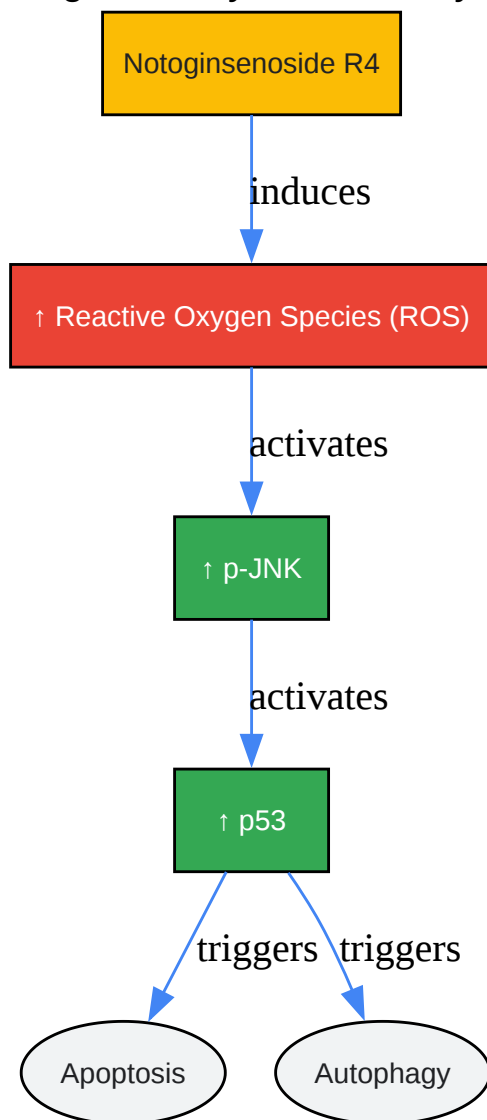 Notoginsenoside R4
induces
↑ Reactive Oxygen Species (ROS)
activates
↑ p-JNK
activates
↑ p53
triggers triggers
Apoptosis Autophagy